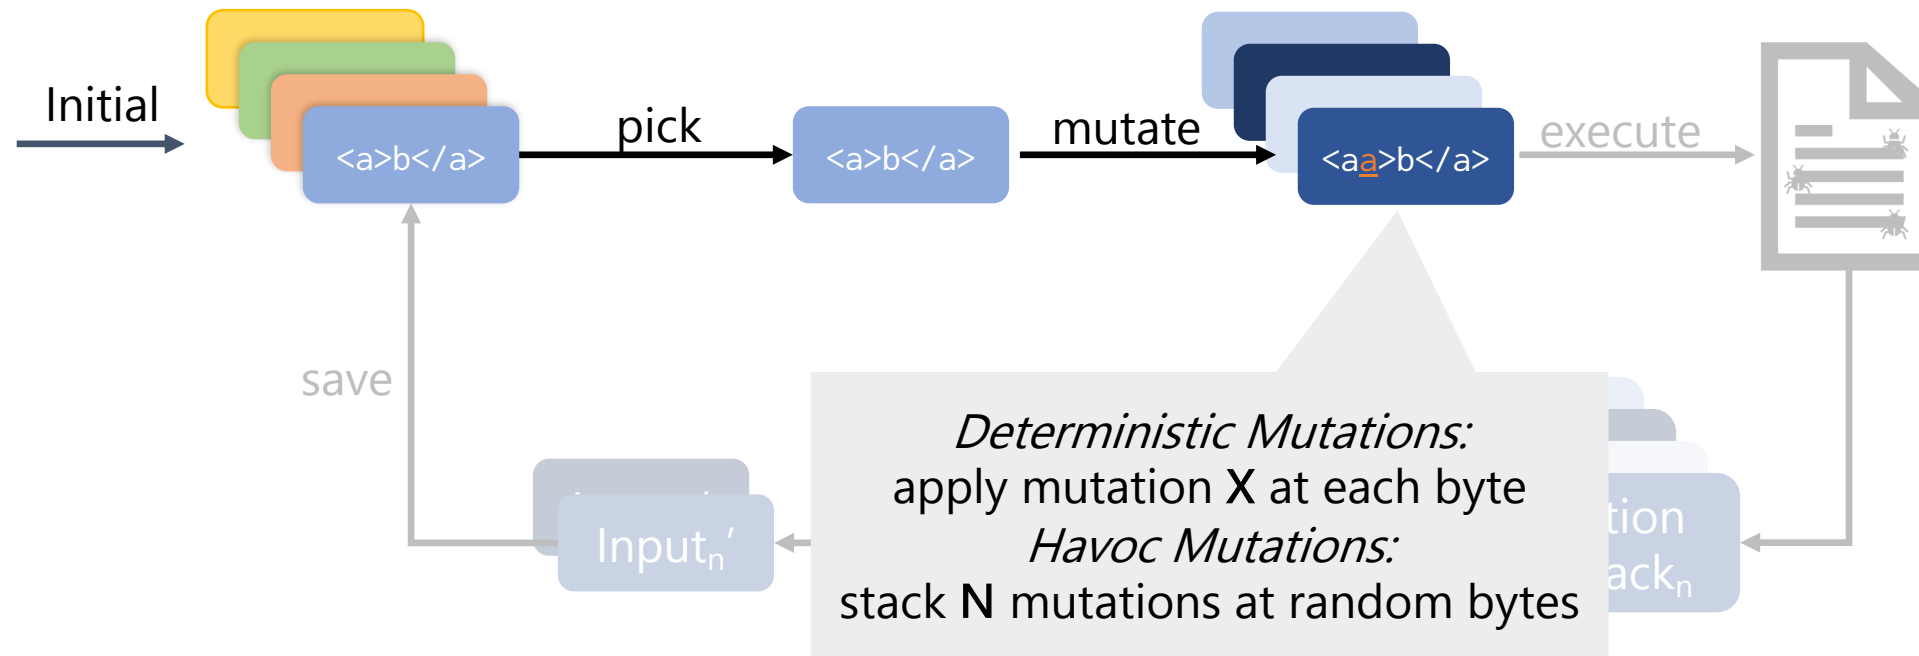 Initial
<a>b</a>
pick
<a>b</a>
mutate
<aa>b</a>
execute
save
Deterministic Mutations:
apply mutation X at each byte
Havoc Mutations:
stack N mutations at random bytes
Inputn′
tion
ackn